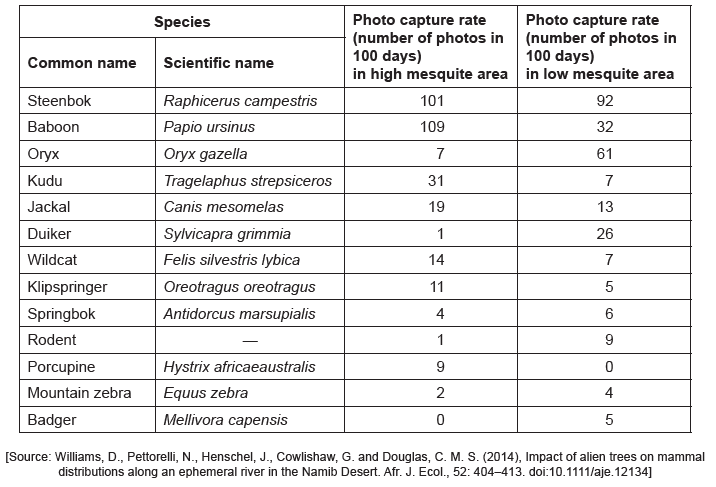 Species
Photo capture rate
(number of photos in
100 days)
in high mesquite area
Photo capture rate
(number of photos in
100 days)
in low mesquite area
Common name Scientific name
Steenbok Raphicerus campestris 101 92
Baboon Papio ursinus 109 32
Oryx Oryx gazella 7 61
Kudu Tragelaphus strepsiceros 31 7
Jackal Canis mesomelas 19 13
Duiker Sylvicapra grimmia 1 26
Wildcat Felis silvestris lybica 14 7
Klipspringer Oreotragus oreotragus 11 5
Springbok Antidorcus marsupialis 4 6
Rodent — 1 9
Porcupine Hystrix africaeaustralis 9 0
Mountain zebra Equus zebra 2 4
Badger Mellivora capensis 0 5
[Source: Williams, D., Pettorelli, N., Henschel, J., Cowlishaw, G. and Douglas, C. M. S. (2014), Impact of alien trees on mammal
distributions along an ephemeral river in the Namib Desert. Afr. J. Ecol., 52: 404–413. doi:10.1111/aje.12134]